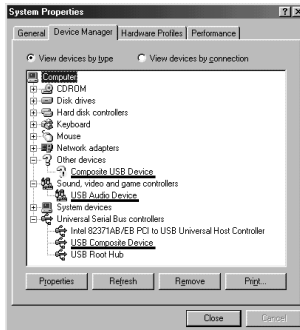 System Properties
General Device Manager Hardware Profiles Performance
View devices by type View devices by connection
Computer
CDROM
Disk drives
Hard disk controllers
Keyboard
Mouse
Network adapters
Other devices
Composite USB Device
Sound, video and game controllers
USB Audio Device
System devices
Universal Serial Bus controllers
Intel 82371AB/EB PCI to USB Universal Host Controller
USB Composite Device
USB Root Hub
Properties Refresh Remove Print...
Close Cancel